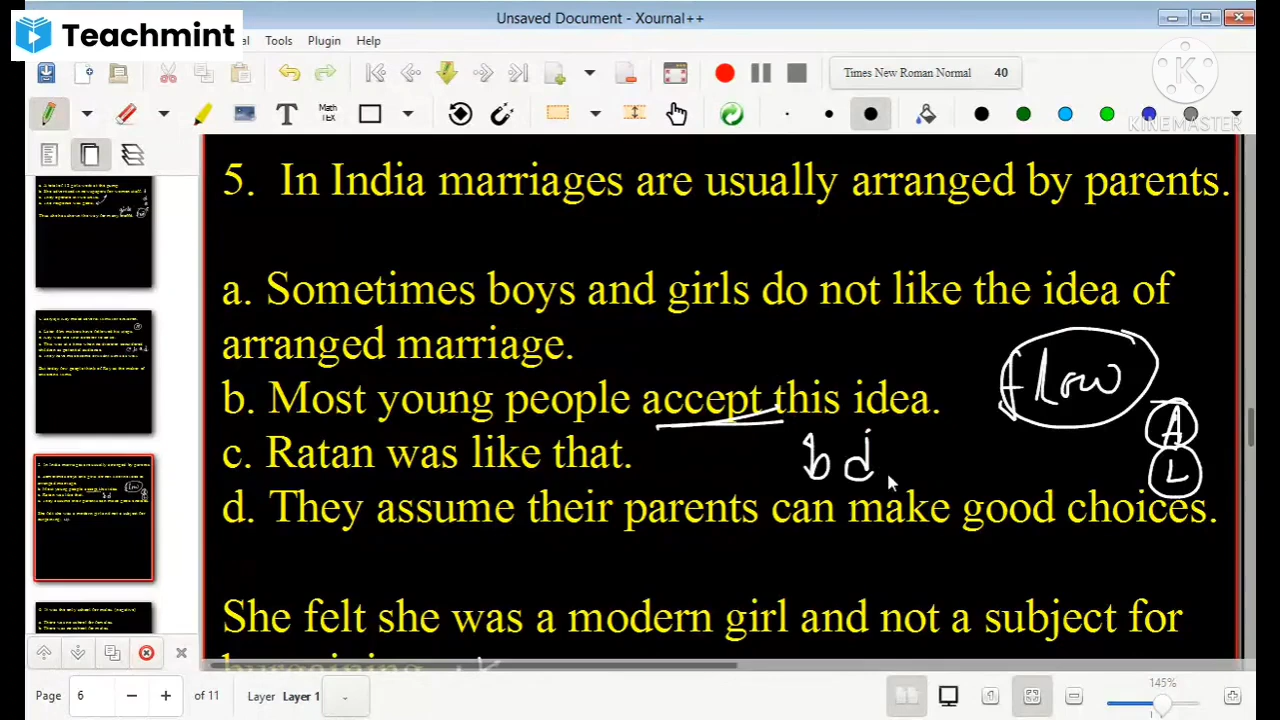 Unsaved Document - Xournal++
Teachmint
Tools Plugin Help
Times New Roman Normal 40
T Math TEX
K
KINEMASTER
5. In India marriages are usually arranged by parents.
a. Sometimes boys and girls do not like the idea of
arranged marriage.
b. Most young people accept this idea.
flow
A
c. Ratan was like that.
b d
L
d. They assume their parents can make good choices.
She felt she was a modern girl and not a subject for
burgaining.
Page 6 of 11 Layer Layer 1
145%